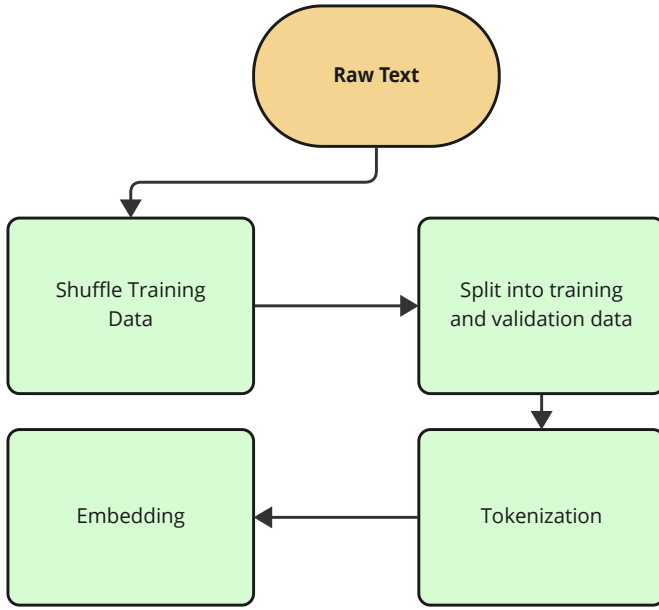 Raw Text
Shuffle Training
Data
Split into training
and validation data
Tokenization
Embedding